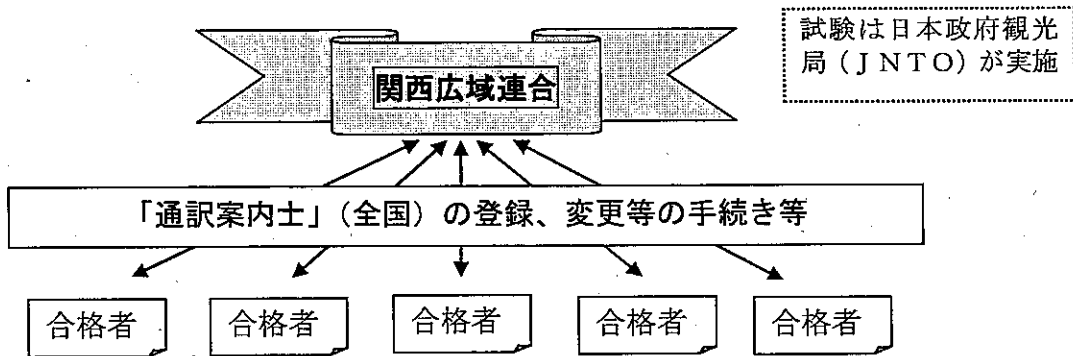 試験は日本政府観光
局（ＪＮＴＯ）が実施
関西広域連合
「通訳案内士」（全国）の登録、変更等の手続き等
合格者
合格者
合格者
合格者
合格者